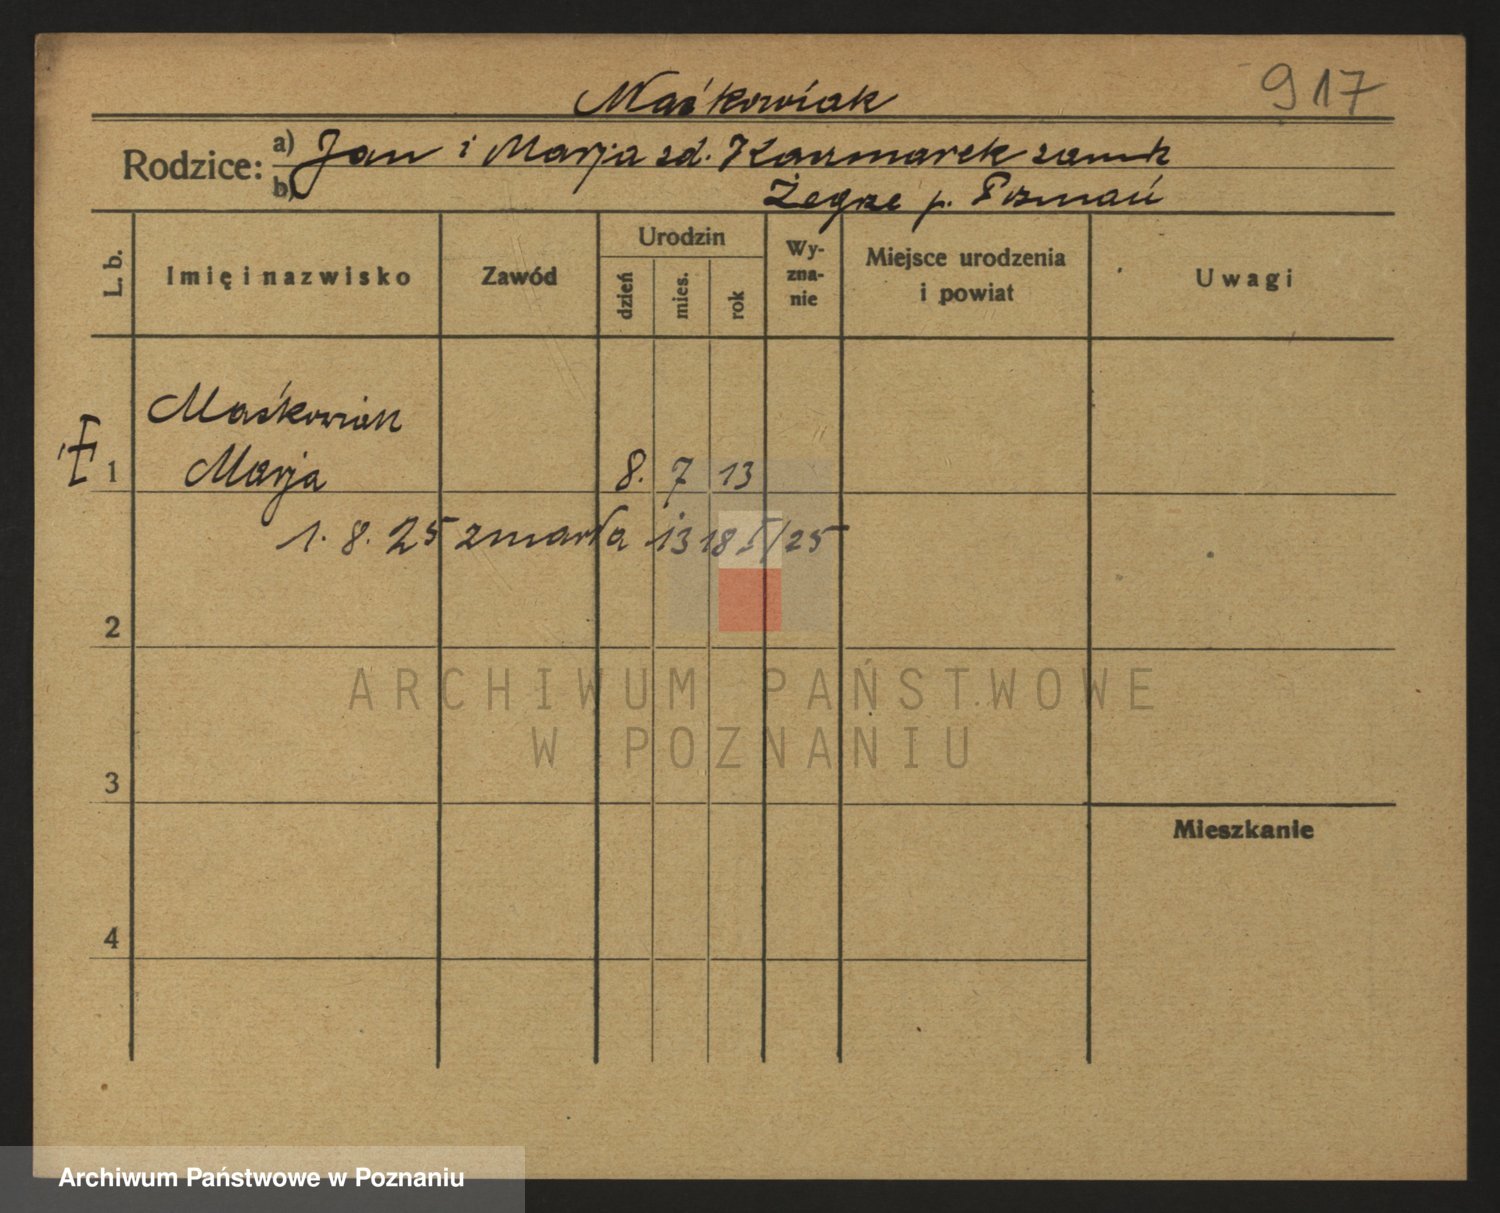 917
Maśkowiak
Rodzice: a) Jan i Marja zd. Kaczmarek zamk
b) Żegrze p. Poznań
L. b.
Imię i nazwisko
Zawód
Urodzin
dzień
mies.
rok
Wy-
zna-
nie
Miejsce urodzenia
i powiat
Uwagi
Maśkowiak
1 Marja 8. 7 13
1. 8. 25 zmarła 13
2
3
4
Mieszkanie
ARCHIWUM PAŃSTWOWE
W POZNANIU
Archiwum Państwowe w Poznaniu